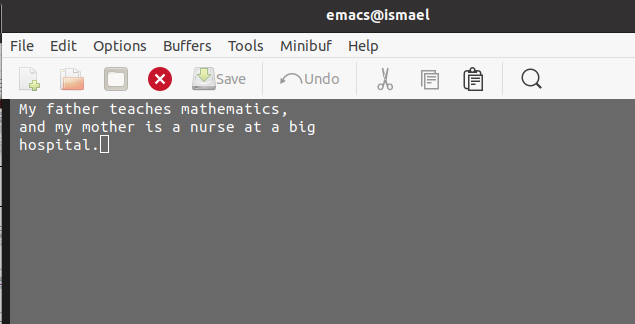 emacs@ismael
File Edit Options Buffers Tools Minibuf Help
Save Undo
My father teaches mathematics,
and my mother is a nurse at a big
hospital.